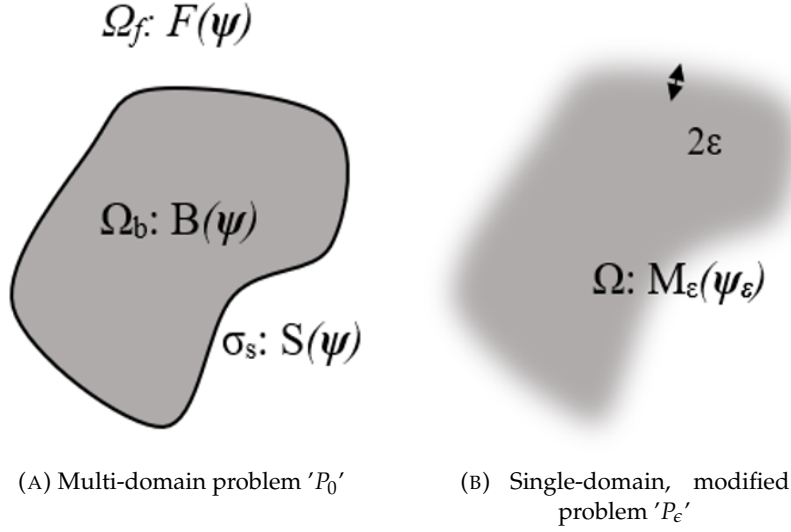 Ωf: F(ψ)
Ωb: B(ψ)
σs: S(ψ)
2ε
Ω: Mε(ψε)
(A) Multi-domain problem 'P0'
(B) Single-domain, modified
problem 'Pϵ'